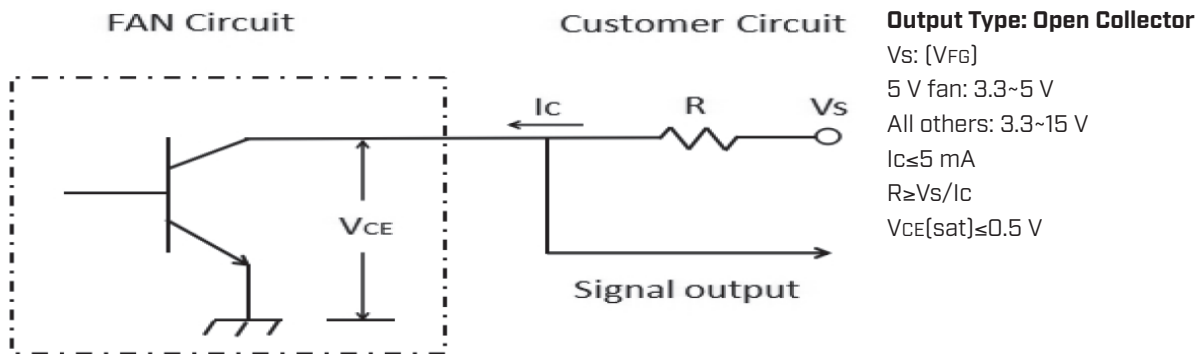 FAN Circuit
Customer Circuit
Output Type: Open Collector
Vs: (VFG)
5 V fan: 3.3~5 V
All others: 3.3~15 V
Ic≤5 mA
R≥Vs/Ic
VCE(sat)≤0.5 V
Ic
R
Vs
VCE
Signal output